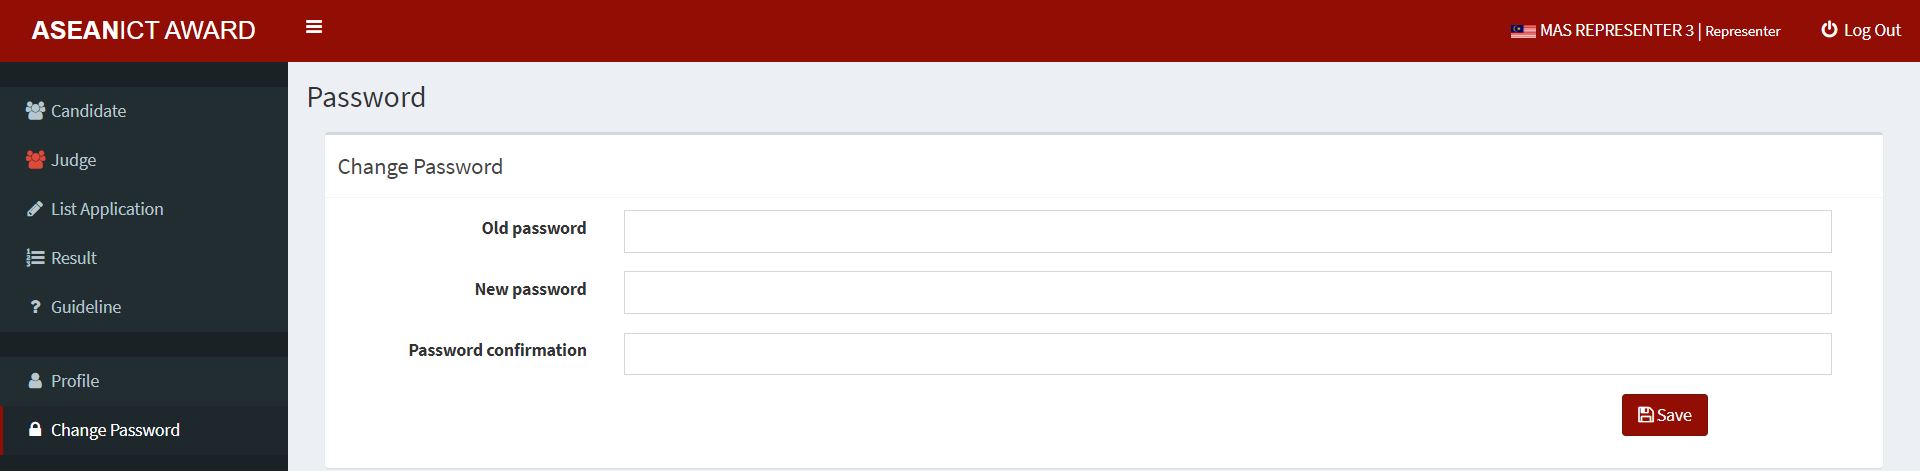 ASEANICT AWARD
MAS REPRESENTER 3 | Representer
Log Out
Candidate
Judge
List Application
Result
Guideline
Profile
Change Password
Password
Change Password
Old password
New password
Password confirmation
Save